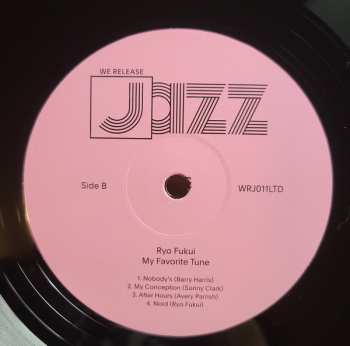 WE RELEASE
Jazz
Side B
WRJ011LTD
Ryo Fukui
My Favorite Tune
1. Nobody's (Barry Harris)
2. My Conception (Sonny Clark)
3. After Hours (Avery Parrish)
4. Nord (Ryo Fukui)